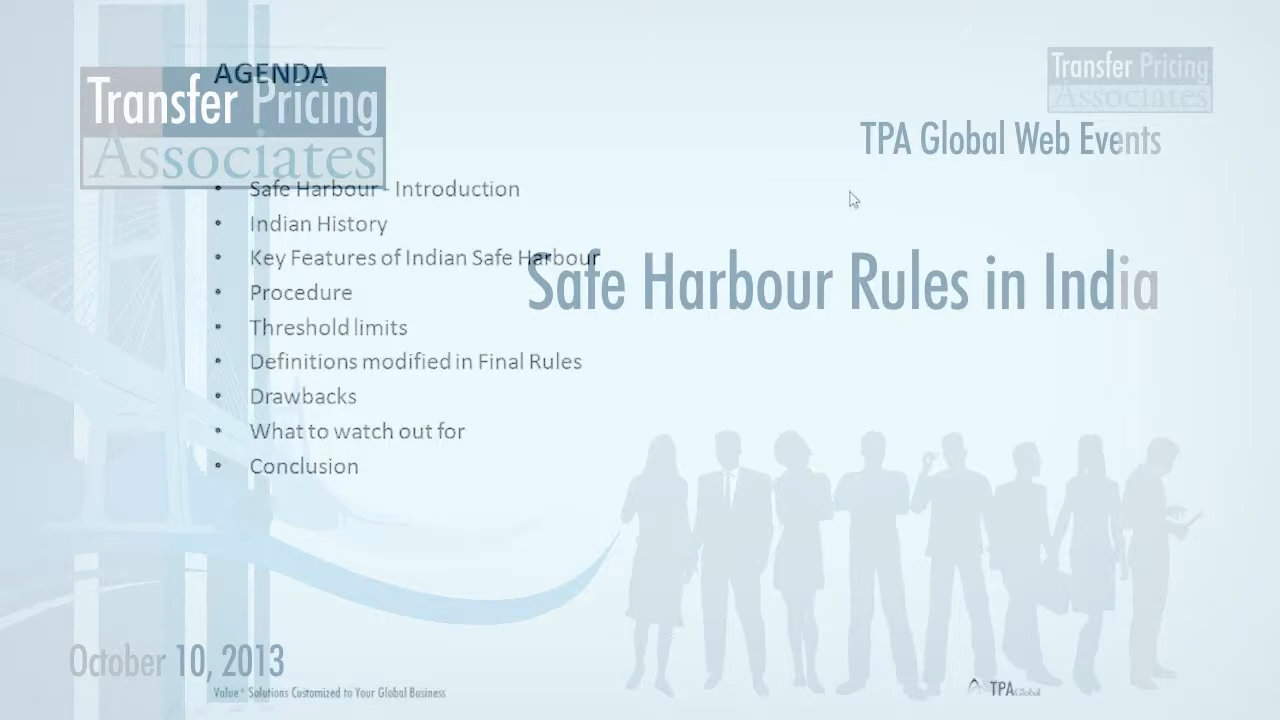 AGENDA
Transfer Pricing
Associates
Transfer Pricing
Associates
TPA Global Web Events
Safe Harbour Rules in India
• Safe Harbour - Introduction
• Indian History
• Key Features of Indian Safe Harbour
• Procedure
• Threshold limits
• Definitions modified in Final Rules
• Drawbacks
• What to watch out for
• Conclusion
October 10, 2013
Value+ Solutions Customized to Your Global Business
TPA Global